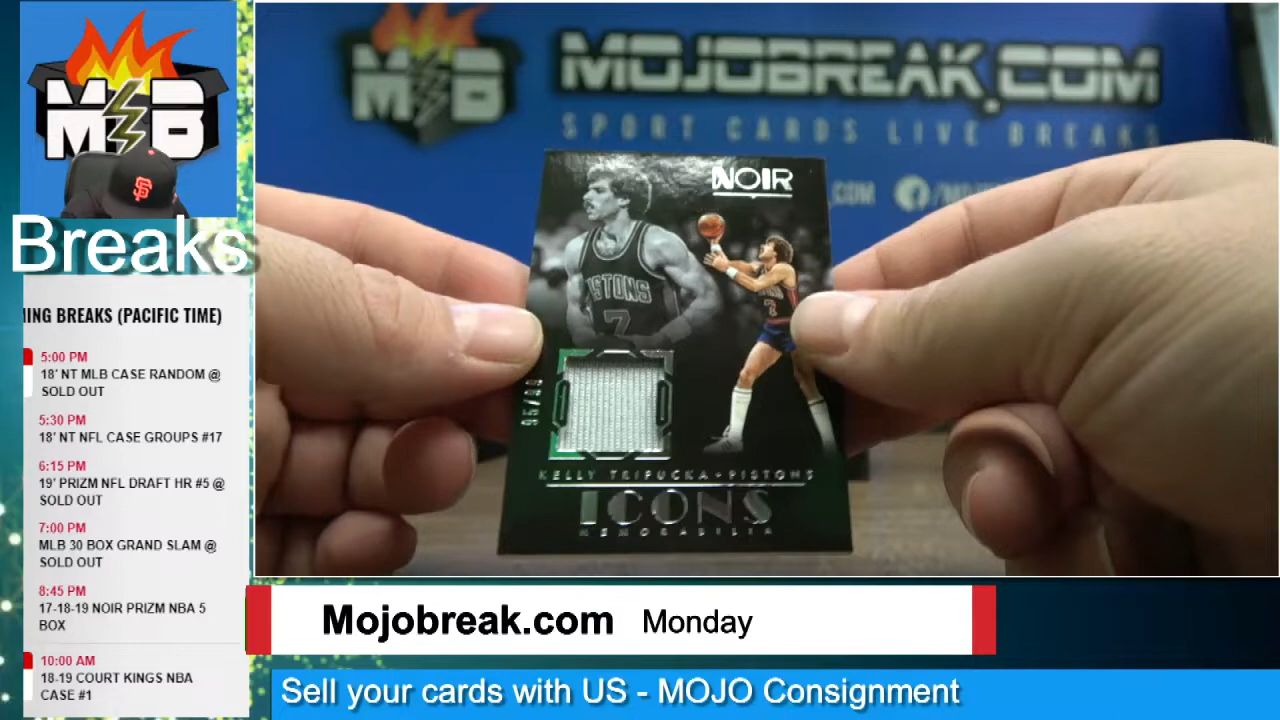 M B
Breaks
ING BREAKS (PACIFIC TIME)
5:00 PM
18' NT MLB CASE RANDOM @
SOLD OUT
5:30 PM
18' NT NFL CASE GROUPS #17
6:15 PM
19' PRIZM NFL DRAFT HR #5 @
SOLD OUT
7:00 PM
MLB 30 BOX GRAND SLAM @
SOLD OUT
8:45 PM
17-18-19 NOIR PRIZM NBA 5
BOX
10:00 AM
18-19 COURT KINGS NBA
CASE #1
M B
MOJOBREAK.COM
SPORT CARDS LIVE BREAKS
.COM
/MOJ
NOIR
PISTONS
7
7
KELLY TRIPUCKA • PISTONS
ICONS
MEMORABILIA
Mojobreak.com Monday
Sell your cards with US - MOJO Consignment